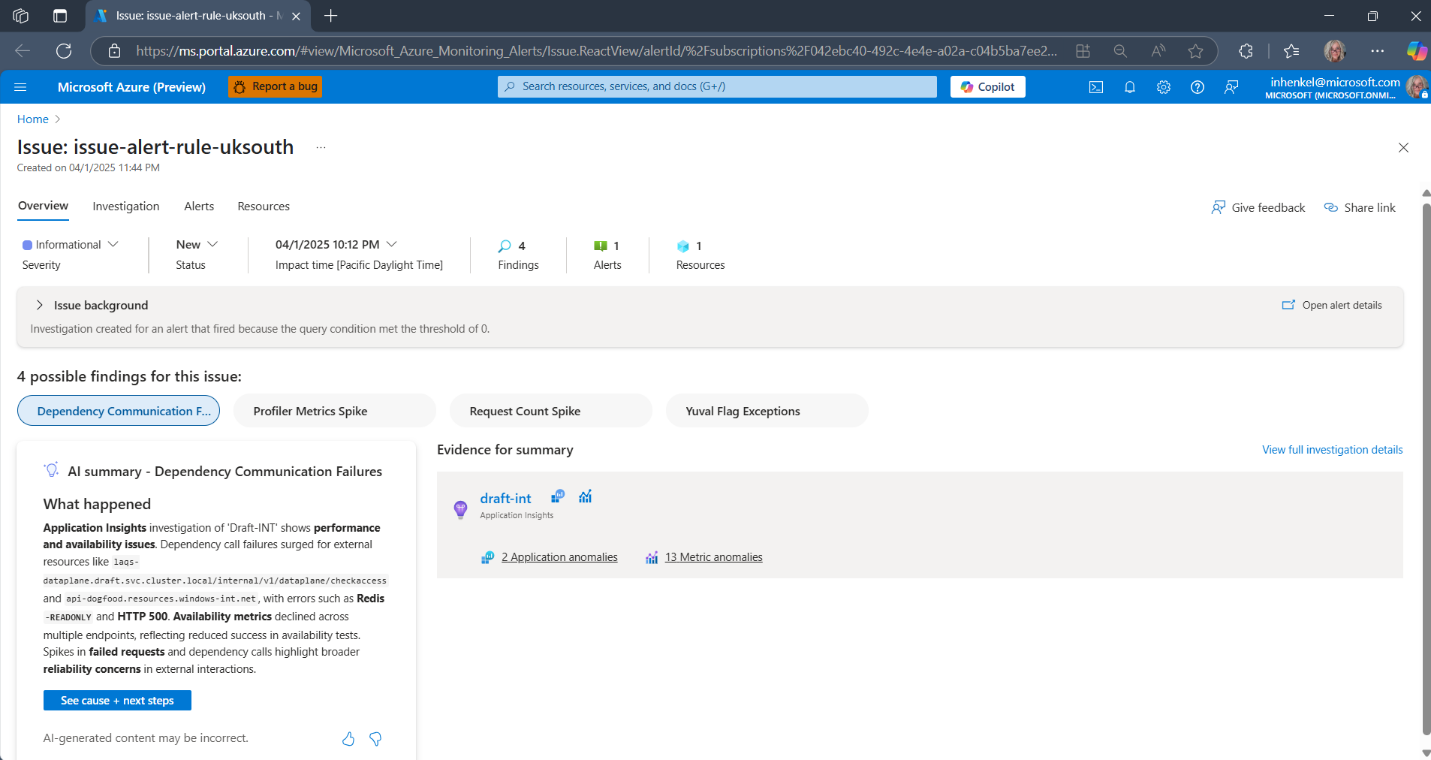 Issue: issue-alert-rule-uksouth - M
https://ms.portal.azure.com/#view/Microsoft_Azure_Monitoring_Alerts/Issue.ReactView/alertId/%2Fsubscriptions%2F042ebc40-492c-4e4e-a02a-c04b5ba7ee2...
Microsoft Azure (Preview)
Report a bug
Search resources, services, and docs (G+/)
Copilot
inhenkel@microsoft.com
MICROSOFT (MICROSOFT.ONMI...
Home
Issue: issue-alert-rule-uksouth ...
Created on 04/1/2025 11:44 PM
Overview Investigation Alerts Resources
Give feedback Share link
Informational New 04/1/2025 10:12 PM 4 1 1
Severity Status Impact time [Pacific Daylight Time] Findings Alerts Resources
Issue background
Open alert details
Investigation created for an alert that fired because the query condition met the threshold of 0.
4 possible findings for this issue:
Dependency Communication F... Profiler Metrics Spike Request Count Spike Yuval Flag Exceptions
AI summary - Dependency Communication Failures
What happened
Application Insights investigation of 'Draft-INT' shows performance
and availability issues. Dependency call failures surged for external
resources like iaqs-
dataplane.draft.svc.cluster.local/internal/v1/dataplane/checkaccess
and api-dogfood.resources.windows-int.net, with errors such as Redis
-READONLY and HTTP 500. Availability metrics declined across
multiple endpoints, reflecting reduced success in availability tests.
Spikes in failed requests and dependency calls highlight broader
reliability concerns in external interactions.
See cause + next steps
AI-generated content may be incorrect.
Evidence for summary
View full investigation details
draft-int
Application Insights
2 Application anomalies 13 Metric anomalies